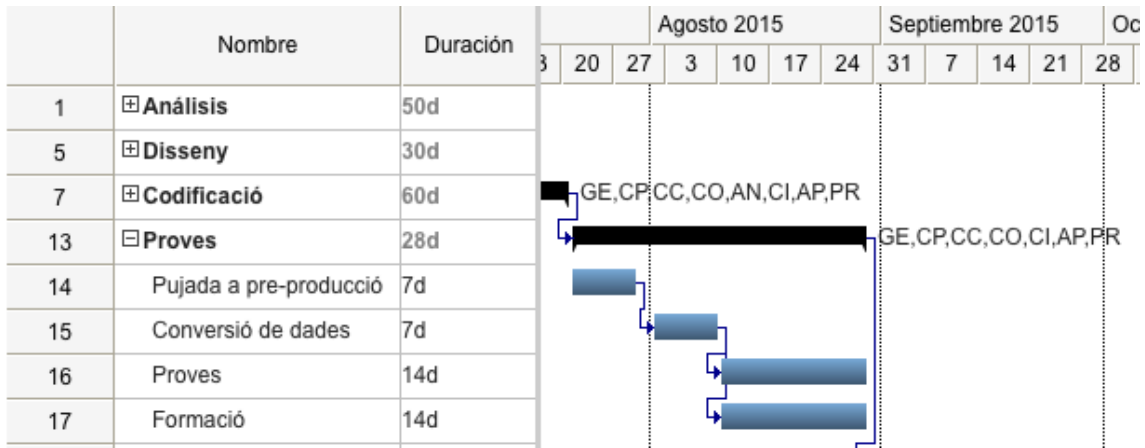 Nombre Duración Agosto 2015 Septiembre 2015 Oc
3 20 27 3 10 17 24 31 7 14 21 28
1 Análisis 50d
5 Disseny 30d
7 Codificació 60d GE,CP,CC,CO,AN,CI,AP,PR
13 Proves 28d GE,CP,CC,CO,CI,AP,PR
14 Pujada a pre-producció 7d
15 Conversió de dades 7d
16 Proves 14d
17 Formació 14d